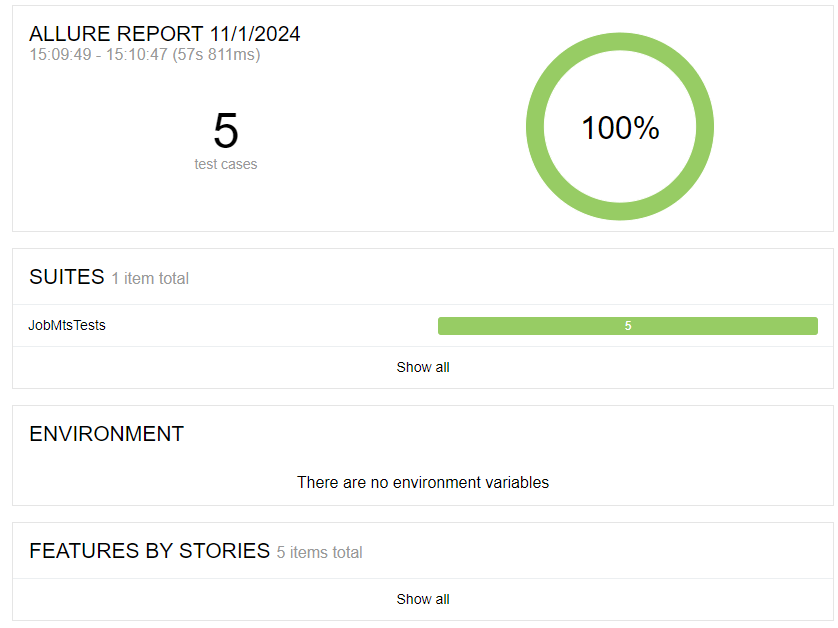 ALLURE REPORT 11/1/2024
15:09:49 - 15:10:47 (57s 811ms)
5
test cases
100%
SUITES 1 item total
JobMtsTests 5
Show all
ENVIRONMENT
There are no environment variables
FEATURES BY STORIES 5 items total
Show all